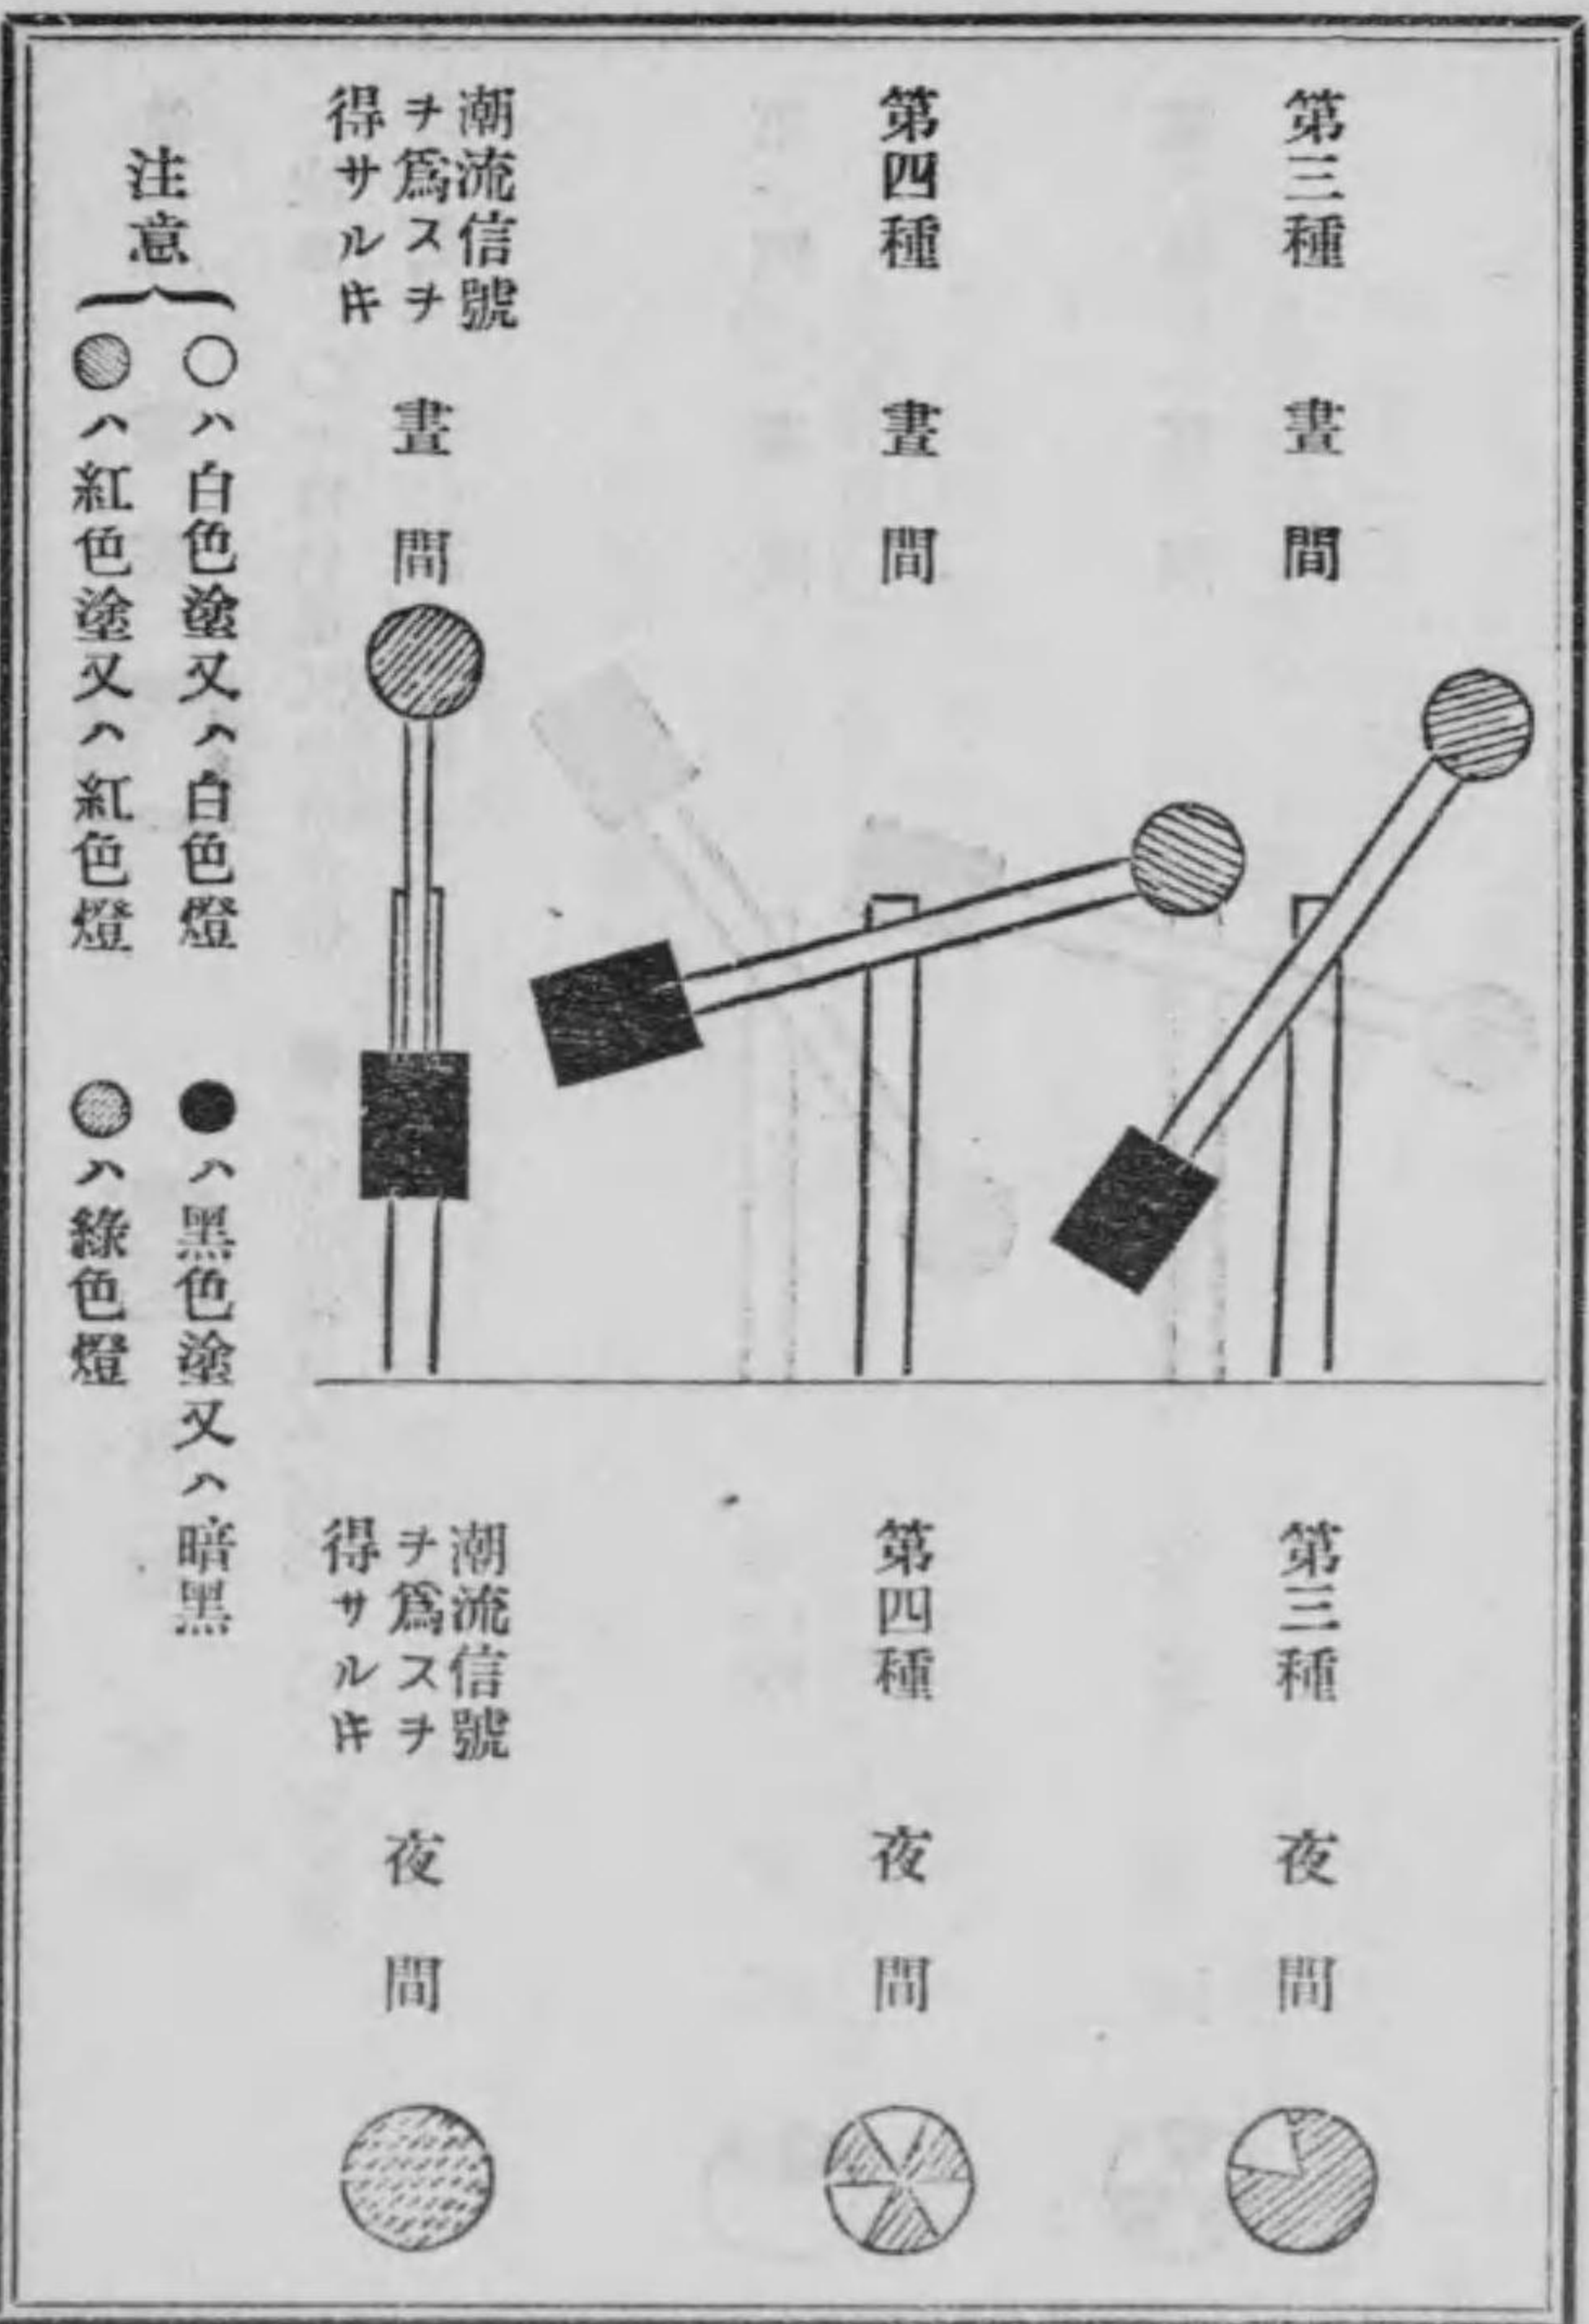 第三種 晝間
第四種 晝間
潮流信號
ヲ爲スヲ
得サル𪜈 晝間
第三種 夜間
第四種 夜間
潮流信號
ヲ爲スヲ
得サル𪜈 夜間
注意
○ハ白色塗又ハ白色燈
●ハ黑色塗又ハ暗黑
ハ紅色塗又ハ紅色燈
ハ綠色燈